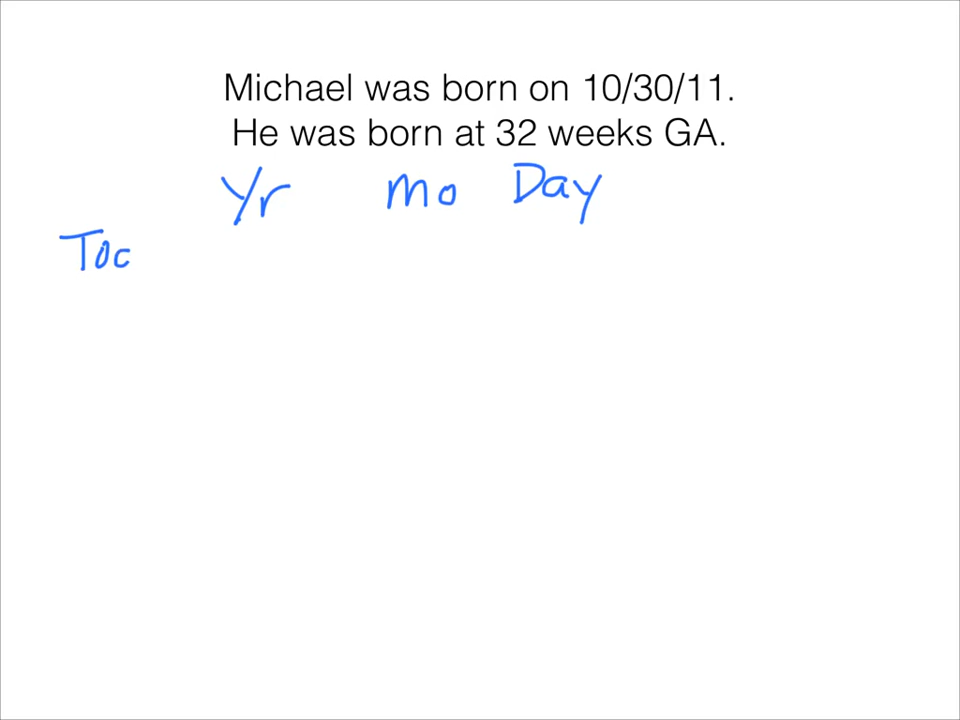 Michael was born on 10/30/11.
He was born at 32 weeks GA.
Yr mo Day
Toc